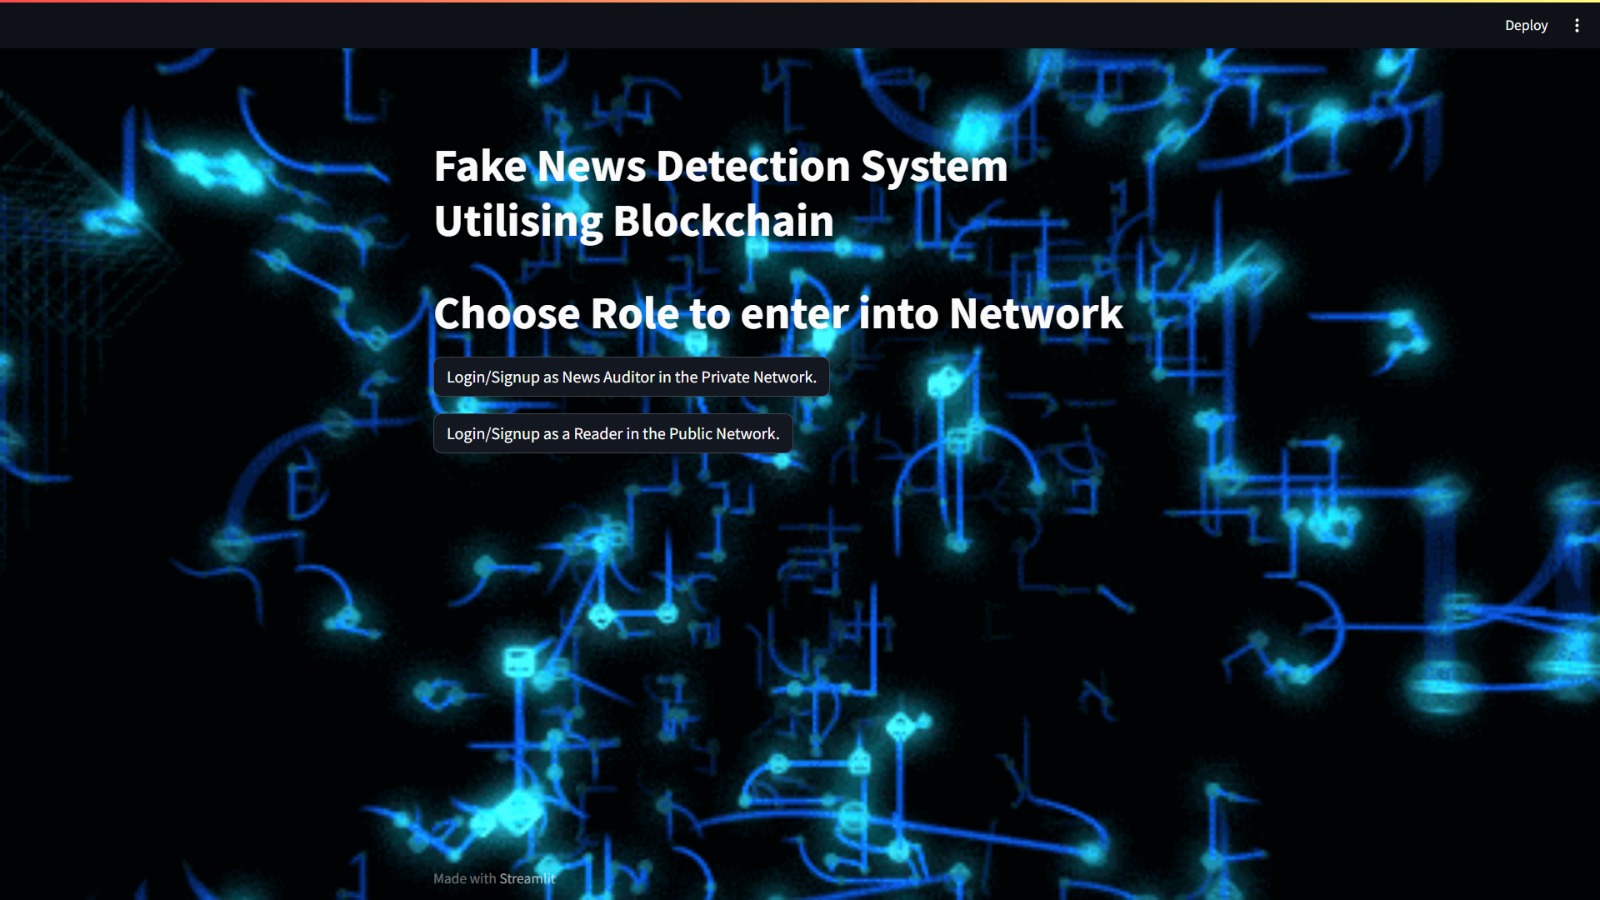 Deploy
Fake News Detection System
Utilising Blockchain
Choose Role to enter into Network
Login/Signup as News Auditor in the Private Network.
Login/Signup as a Reader in the Public Network.
Made with Streamlit